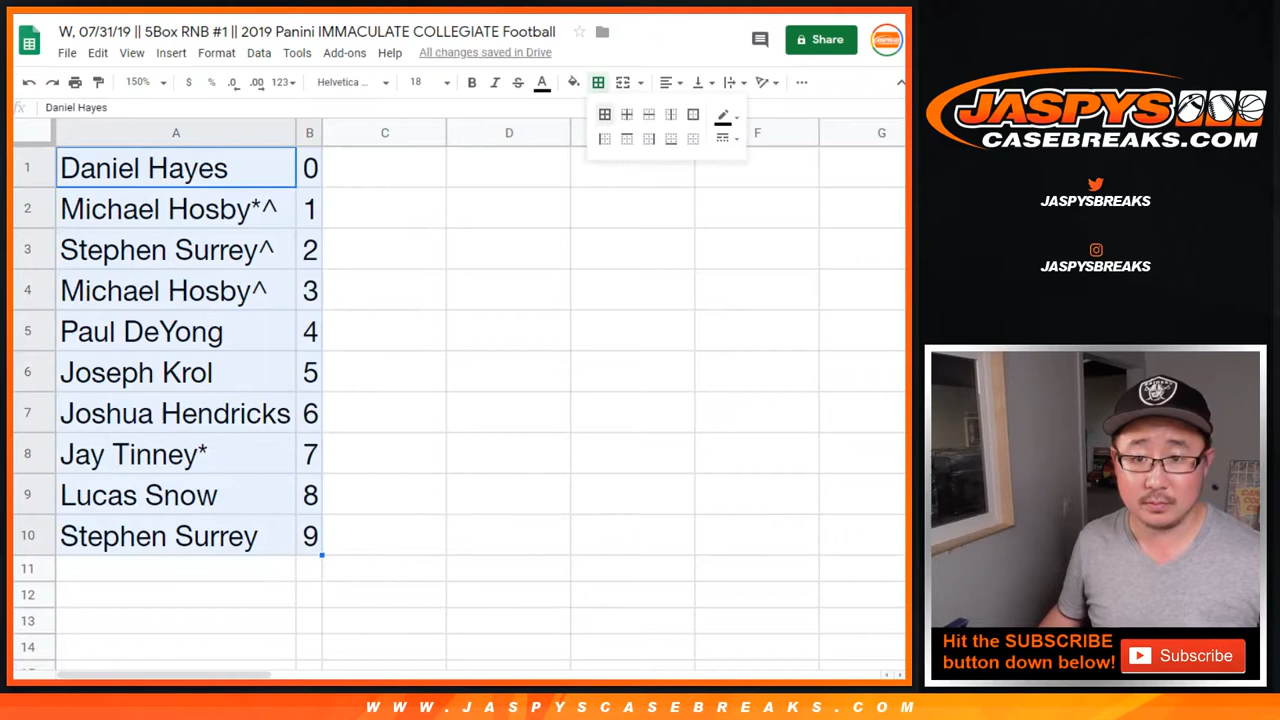 W, 07/31/19 || 5Box RNB #1 || 2019 Panini IMMACULATE COLLEGIATE Football
File Edit View Insert Format Data Tools Add-ons Help All changes saved in Drive
Share
150% $ % .0 .00 123 Helvetica ... 18 B I S A
fx Daniel Hayes
A B C D F G
1 Daniel Hayes 0
2 Michael Hosby*^ 1
3 Stephen Surrey^ 2
4 Michael Hosby^ 3
5 Paul DeYong 4
6 Joseph Krol 5
7 Joshua Hendricks 6
8 Jay Tinney* 7
9 Lucas Snow 8
10 Stephen Surrey 9
11
12
13
14
JASPYS
CASEBREAKS.COM
JASPYSBREAKS
JASPYSBREAKS
RAIDERS
Hit the SUBSCRIBE
button down below!
Subscribe
WWW.JASPYSCASEBREAKS.COM